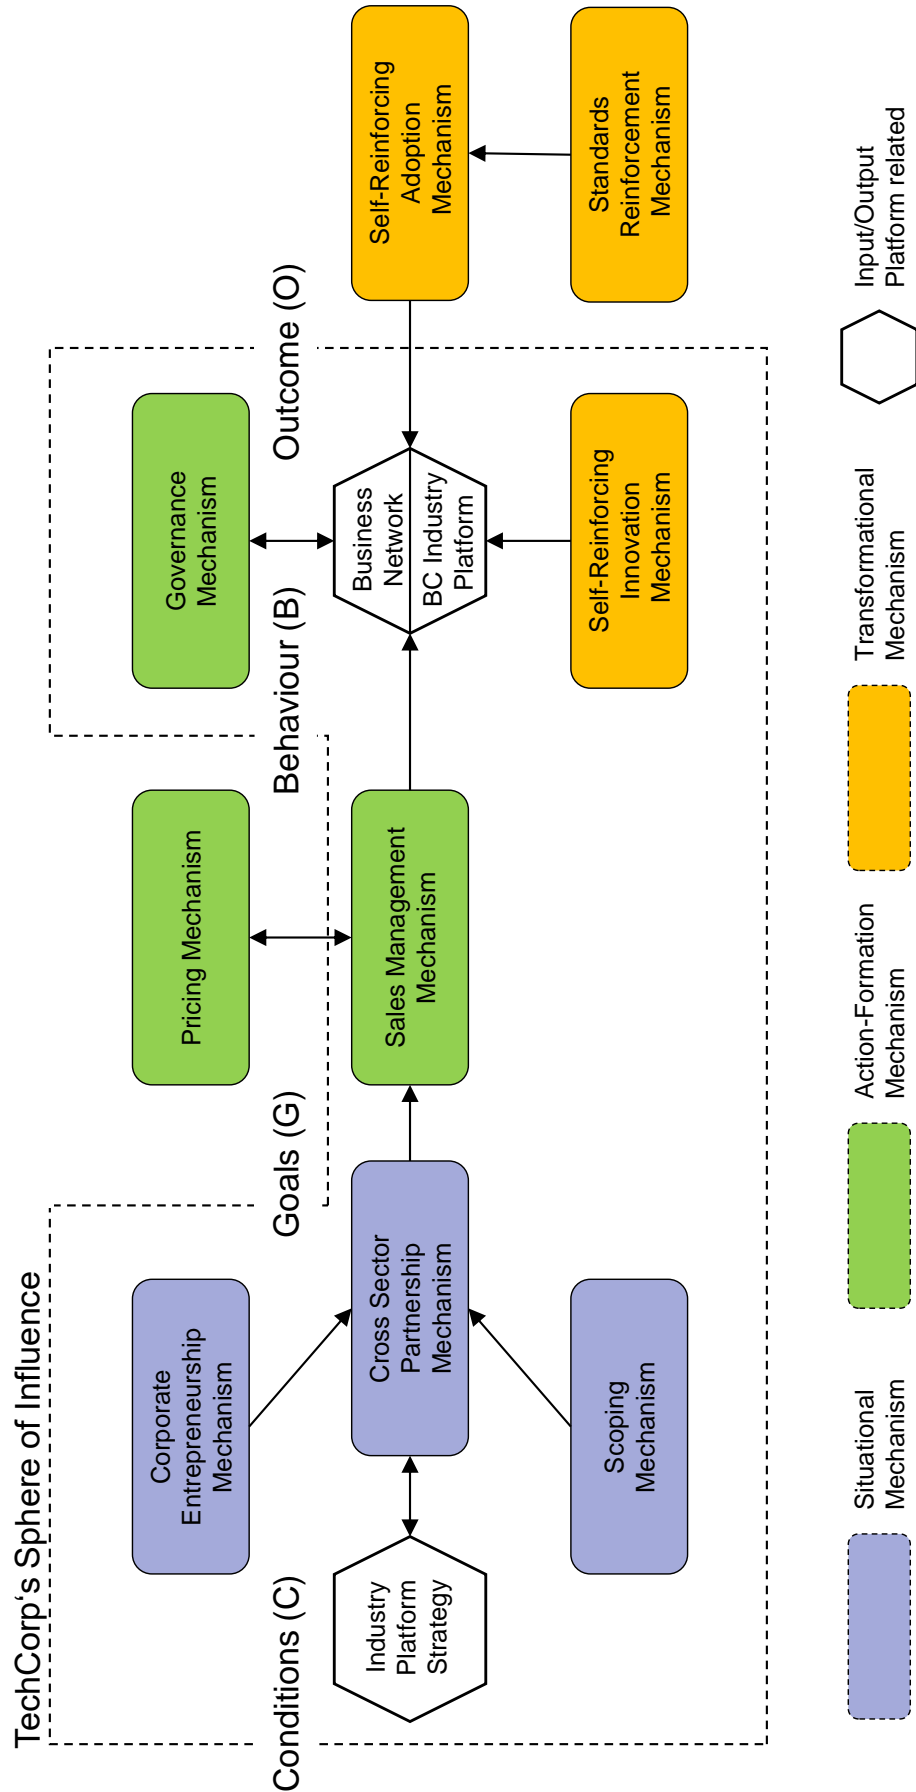 TechCorp‘s Sphere of Influence
Conditions (C)
Goals (G)
Behaviour (B)
Outcome (O)
Corporate
Entrepreneurship
Mechanism
Pricing Mechanism
Governance
Mechanism
Industry
Platform
Strategy
Cross Sector
Partnership
Mechanism
Sales Management
Mechanism
Business
Network
BC Industry
Platform
Self-Reinforcing
Adoption
Mechanism
Scoping
Mechanism
Self-Reinforcing
Innovation
Mechanism
Standards
Reinforcement
Mechanism
Situational
Mechanism
Action-Formation
Mechanism
Transformational
Mechanism
Input/Output
Platform related